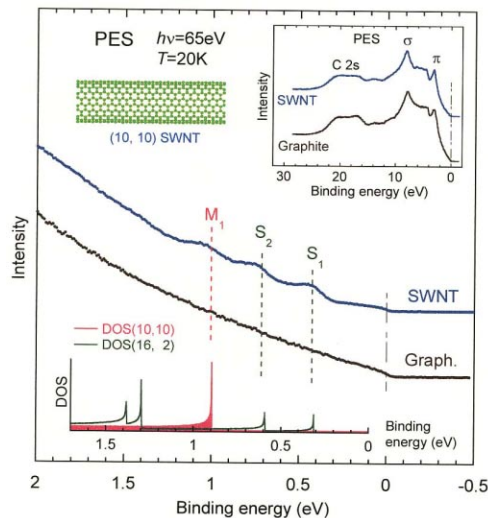 PES hν=65eV
T=20K
(10, 10) SWNT
PES
σ
π
C 2s
SWNT
Graphite
Intensity
30 20 10 0
Binding energy (eV)
M₁
S₂
S₁
Intensity
SWNT
Graph.
DOS(10,10)
DOS(16, 2)
DOS
Binding
energy (eV)
1.5 1 0.5 0
2 1.5 1 0.5 0 -0.5
Binding energy (eV)